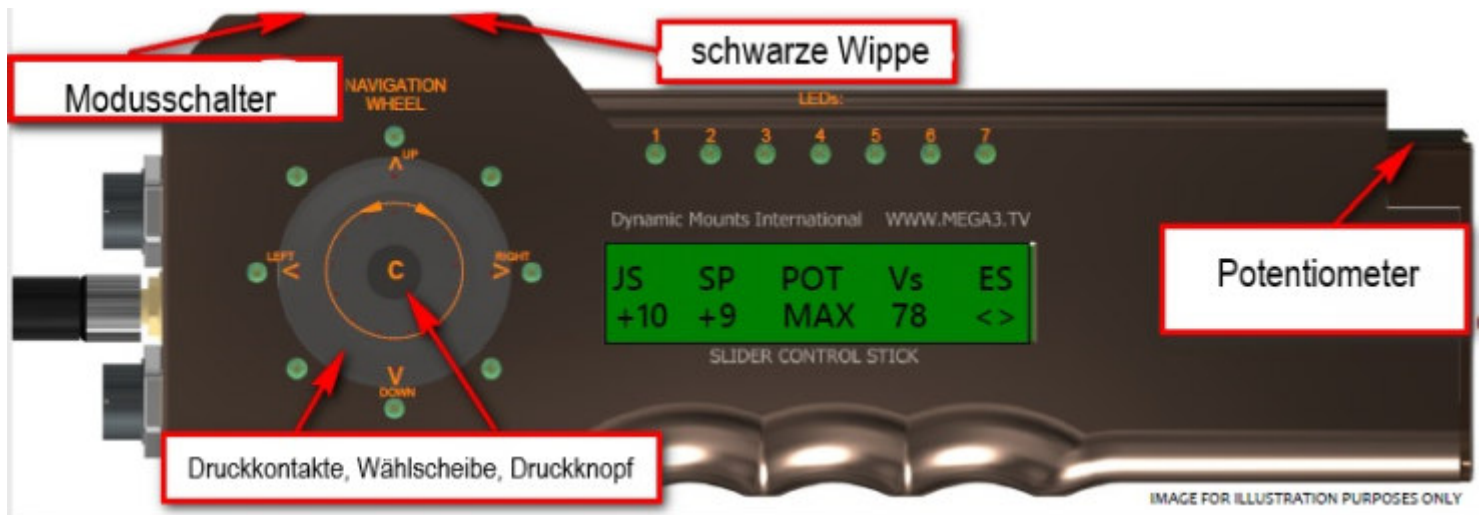 schwarze Wippe
Modusschalter
NAVIGATION
WHEEL
LEDs:
1 2 3 4 5 6 7
^ UP
Dynamic Mounts International WWW.MEGA3.TV
LEFT
<
C
RIGHT
>
JS SP POT Vs ES
+10 +9 MAX 78 <>
Potentiometer
SLIDER CONTROL STICK
V
DOWN
Druckkontakte, Wählscheibe, Druckknopf
IMAGE FOR ILLUSTRATION PURPOSES ONLY